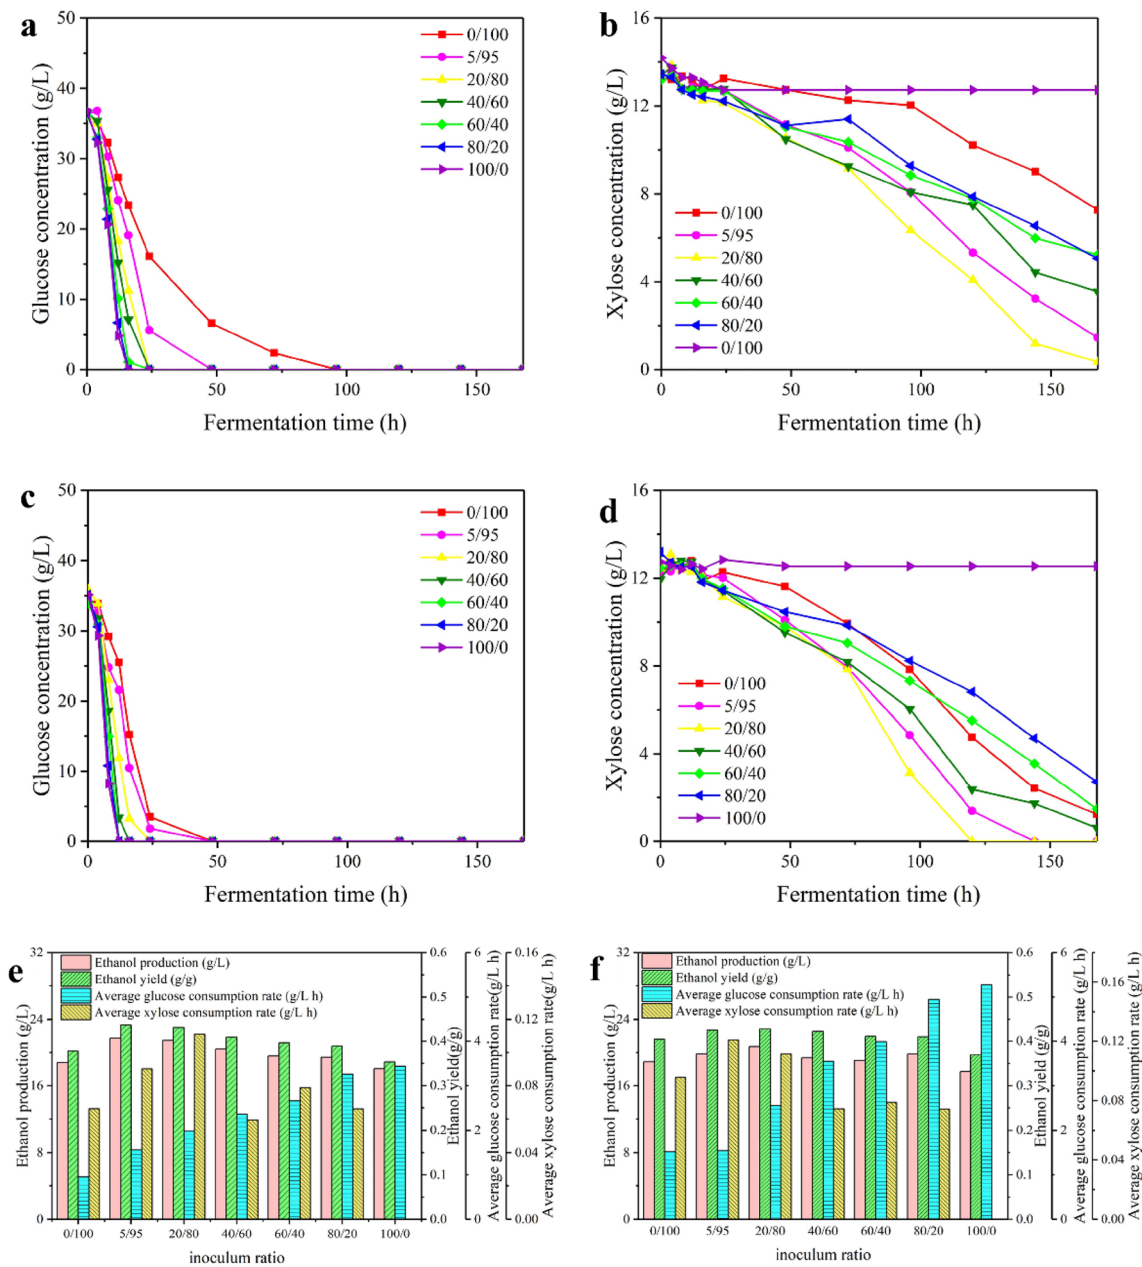 a
50
40
30
20
10
0
Glucose concentration (g/L)
0/100
5/95
20/80
40/60
60/40
80/20
100/0
0 50 100 150
Fermentation time (h)
b
16
12
8
4
0
Xylose concentration (g/L)
0/100
5/95
20/80
40/60
60/40
80/20
0/100
0 50 100 150
Fermentation time (h)
c
50
40
30
20
10
0
Glucose concentration (g/L)
0/100
5/95
20/80
40/60
60/40
80/20
100/0
0 50 100 150
Fermentation time (h)
d
16
12
8
4
0
Xylose concentration (g/L)
0/100
5/95
20/80
40/60
60/40
80/20
100/0
0 50 100 150
Fermentation time (h)
e
32
24
16
8
0
Ethanol production (g/L)
Ethanol production (g/L)
Ethanol yield (g/g)
Average glucose consumption rate (g/L h)
Average xylose consumption rate (g/L h)
0.6
0.5
0.4
0.3
0.2
0.1
0.0
Ethanol yield(g/g)
6
4
2
0
Average glucose consumption rate(g/L h)
0.16
0.12
0.08
0.04
0.00
Average xylose consumption rate(g/L h)
0/100 5/95 20/80 40/60 60/40 80/20 100/0
inoculum ratio
f
32
24
16
8
0
Ethanol production (g/L)
Ethanol production (g/L)
Ethanol yield (g/g)
Average glucose consumption rate (g/L h)
Average xylose consumption rate (g/L h)
0.6
0.5
0.4
0.3
0.2
0.1
0.0
Ethanol yield (g/g)
6
4
2
0
Average glucose consumption rate (g/L h)
0.16
0.12
0.08
0.04
0.00
Average xylose consumption rate (g/L h)
0/100 5/95 20/80 40/60 60/40 80/20 100/0
inoculum ratio